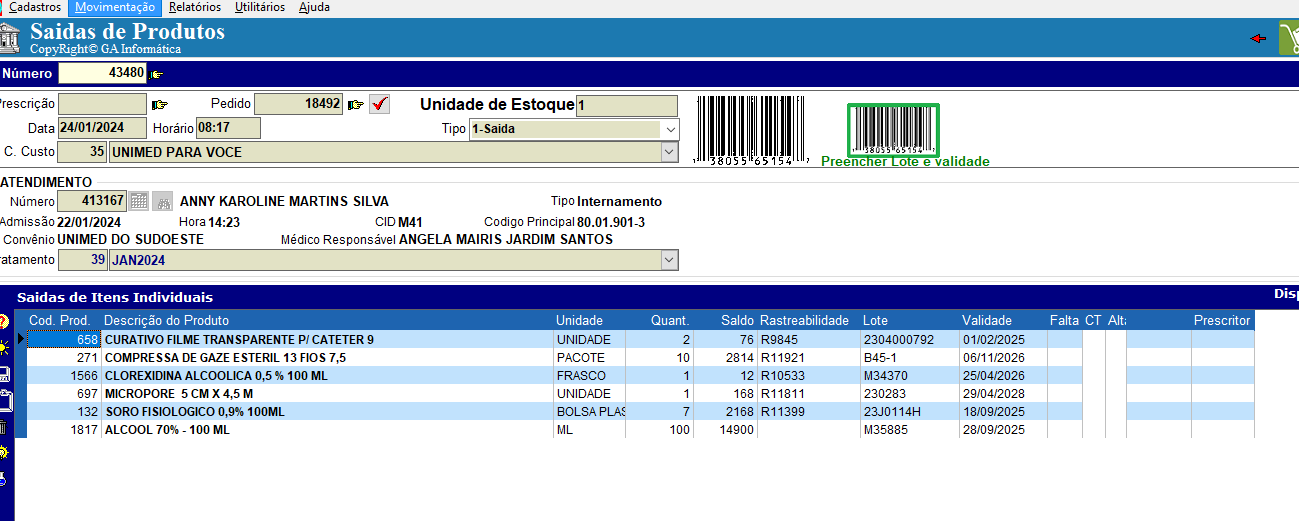 Cadastros Movimentação Relatórios Utilitários Ajuda
Saidas de Produtos
CopyRight© GA Informática
Número 43480
Prescrição Pedido 18492 Unidade de Estoque 1
Data 24/01/2024 Horário 08:17 Tipo 1-Saida
C. Custo 35 UNIMED PARA VOCE
1 38055 65154 7
1 38055 65154 7
Preencher Lote e validade
ATENDIMENTO
Número 413167 ANNY KAROLINE MARTINS SILVA Tipo Internamento
Admissão 22/01/2024 Hora 14:23 CID M41 Codigo Principal 80.01.901-3
Convênio UNIMED DO SUDOESTE Médico Responsável ANGELA MAIRIS JARDIM SANTOS
ratamento 39 JAN2024
Saidas de Itens Individuais Disp
Cod. Prod. Descrição do Produto Unidade Quant. Saldo Rastreabilidade Lote Validade Falta CT Alta Prescritor
658 CURATIVO FILME TRANSPARENTE P/ CATETER 9 UNIDADE 2 76 R9845 2304000792 01/02/2025
271 COMPRESSA DE GAZE ESTERIL 13 FIOS 7,5 PACOTE 10 2814 R11921 B45-1 06/11/2026
1566 CLOREXIDINA ALCOOLICA 0,5 % 100 ML FRASCO 1 12 R10533 M34370 25/04/2026
697 MICROPORE 5 CM X 4,5 M UNIDADE 1 168 R11811 230283 29/04/2028
132 SORO FISIOLOGICO 0,9% 100ML BOLSA PLAS 7 2168 R11399 23J0114H 18/09/2025
1817 ALCOOL 70% - 100 ML ML 100 14900 M35885 28/09/2025